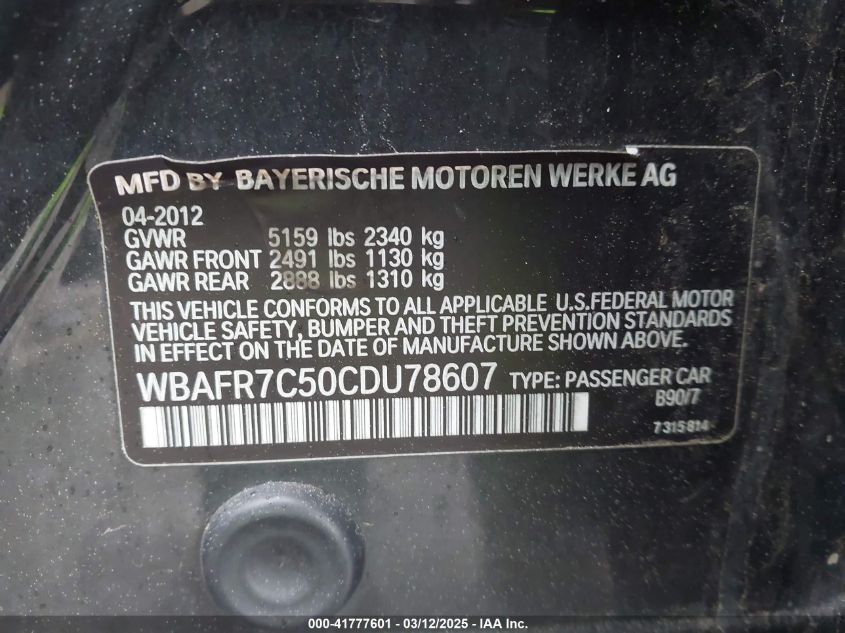 MFD BY BAYERISCHE MOTOREN WERKE AG
04-2012
GVWR 5159 lbs 2340 kg
GAWR FRONT 2491 lbs 1130 kg
GAWR REAR 2888 lbs 1310 kg
THIS VEHICLE CONFORMS TO ALL APPLICABLE U.S.FEDERAL MOTOR
VEHICLE SAFETY, BUMPER AND THEFT PREVENTION STANDARDS
IN EFFECT ON THE DATE OF MANUFACTURE SHOWN ABOVE.
WBAFR7C50CDU78607 TYPE: PASSENGER CAR
B90/7
7315814
000-41777601 - 03/12/2025 - IAA Inc.